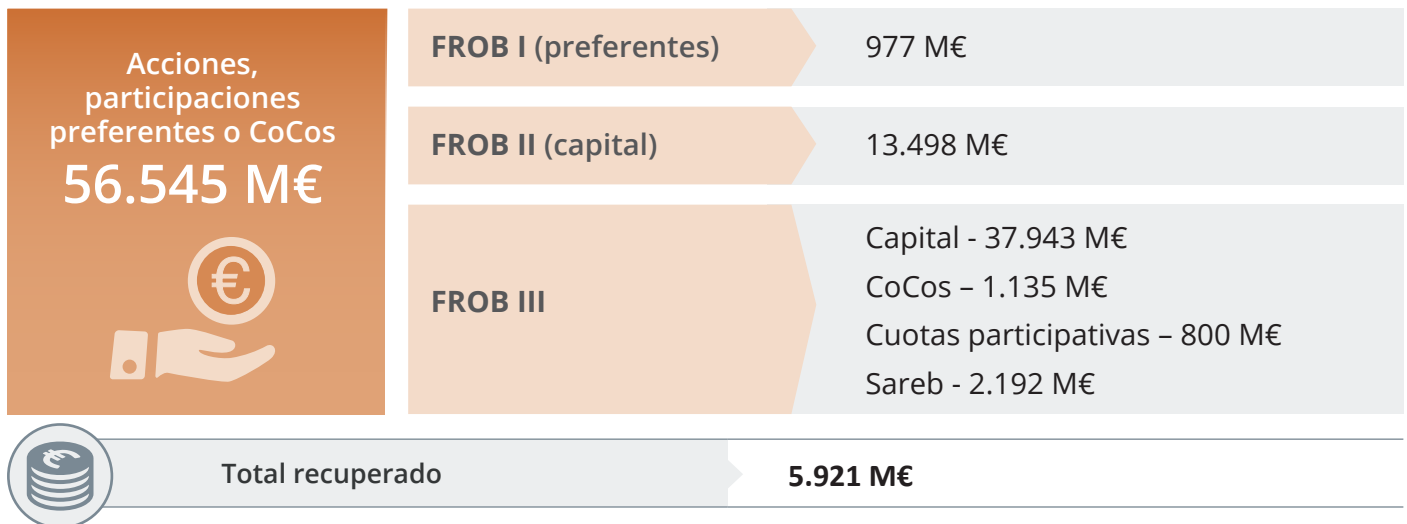 Acciones,
participaciones
preferentes o CoCos
56.545 M€
FROB I (preferentes)
977 M€
FROB II (capital)
13.498 M€
FROB III
Capital - 37.943 M€
CoCos – 1.135 M€
Cuotas participativas – 800 M€
Sareb - 2.192 M€
Total recuperado
5.921 M€